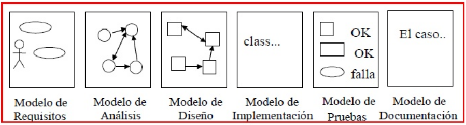 class...
OK
OK
falla
El caso..
Modelo de
Requisitos
Modelo de
Análisis
Modelo de
Diseño
Modelo de
Implementación
Modelo de
Pruebas
Modelo de
Documentación